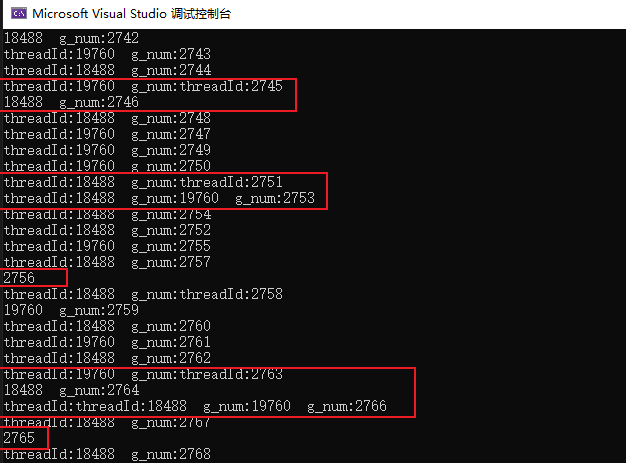 Microsoft Visual Studio 调试控制台
18488  g_num:2742
threadId:19760  g_num:2743
threadId:18488  g_num:2744
threadId:19760  g_num:threadId:2745
18488  g_num:2746
threadId:18488  g_num:2748
threadId:19760  g_num:2747
threadId:19760  g_num:2749
threadId:19760  g_num:2750
threadId:18488  g_num:threadId:2751
threadId:18488  g_num:19760  g_num:2753
threadId:18488  g_num:2754
threadId:18488  g_num:2752
threadId:19760  g_num:2755
threadId:18488  g_num:2757
2756
threadId:18488  g_num:threadId:2758
19760  g_num:2759
threadId:18488  g_num:2760
threadId:19760  g_num:2761
threadId:18488  g_num:2762
threadId:19760  g_num:threadId:2763
18488  g_num:2764
threadId:threadId:18488  g_num:19760  g_num:2766
threadId:18488  g_num:2767
2765
threadId:18488  g_num:2768